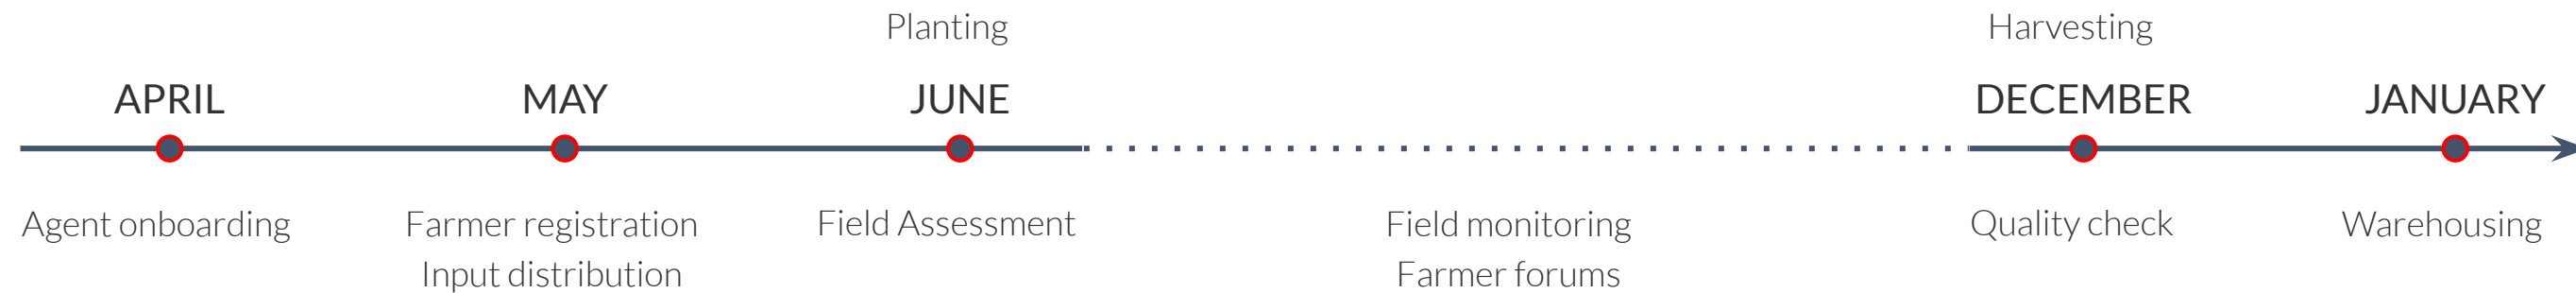 Planting
Harvesting
APRIL
MAY
JUNE
DECEMBER
JANUARY
Agent onboarding
Farmer registration
Input distribution
Field Assessment
Field monitoring
Farmer forums
Quality check
Warehousing